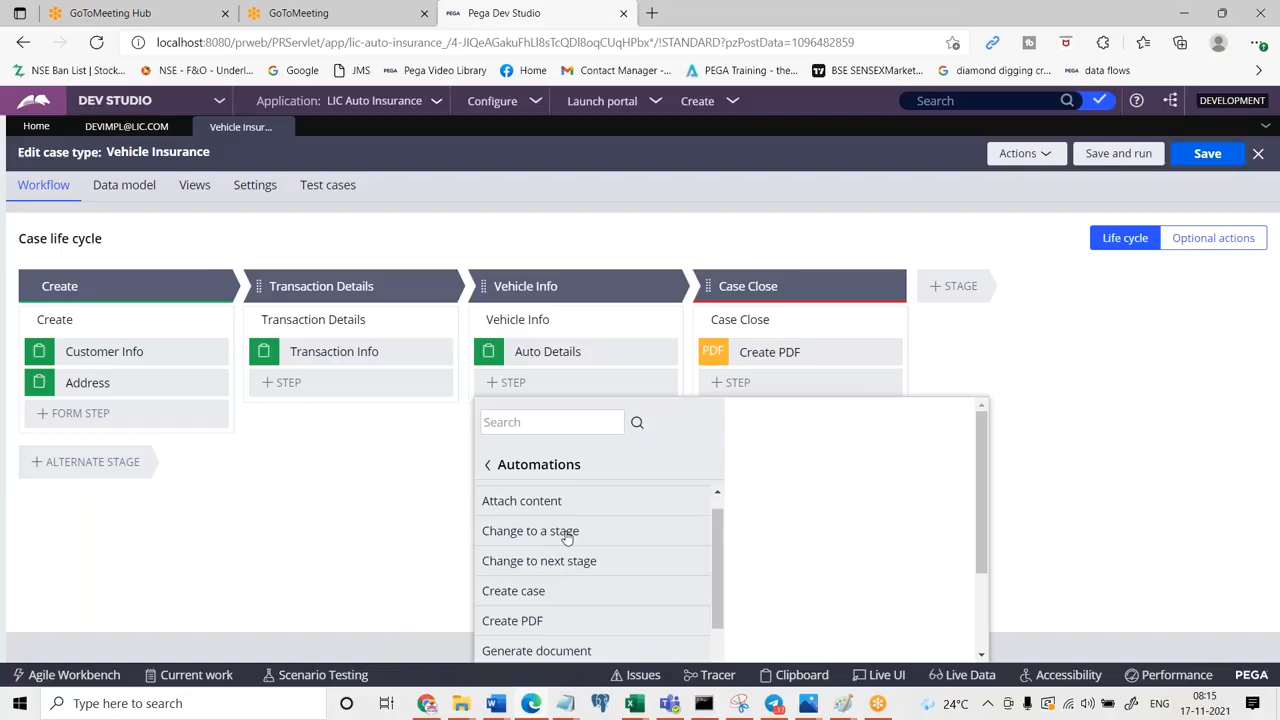 GoToMeeting Hub
GoToMeeting
PEGA Pega Dev Studio
localhost:8080/prweb/PRServlet/app/lic-auto-insurance_/4-JIQeAGakuFhLl8sTcQDl8oqCUqHPbx*/!STANDARD?pzPostData=1096482859
NSE Ban List | Stock...
NSE - F&O - Underl...
Google
JMS
PEGA Pega Video Library
Home
Contact Manager -...
PEGA Training - the...
BSE SENSEXMarket...
diamond digging cr...
PEGA data flows
DEV STUDIO
Application: LIC Auto Insurance
Configure
Launch portal
Create
Search
DEVELOPMENT
Home
DEVIMPL@LIC.COM
Vehicle Insur...
Edit case type: Vehicle Insurance
Actions
Save and run
Save
Workflow
Data model
Views
Settings
Test cases
Case life cycle
Life cycle
Optional actions
Create
Transaction Details
Vehicle Info
Case Close
+ STAGE
Create
Transaction Details
Vehicle Info
Case Close
Customer Info
Transaction Info
Auto Details
PDF Create PDF
Address
+ STEP
+ STEP
+ STEP
+ FORM STEP
+ ALTERNATE STAGE
Search
Automations
Attach content
Change to a stage
Change to next stage
Create case
Create PDF
Generate document
Agile Workbench
Current work
Scenario Testing
Issues
Tracer
Clipboard
Live UI
Live Data
Accessibility
Performance
PEGA
Type here to search
24°C
ENG
08:15
17-11-2021